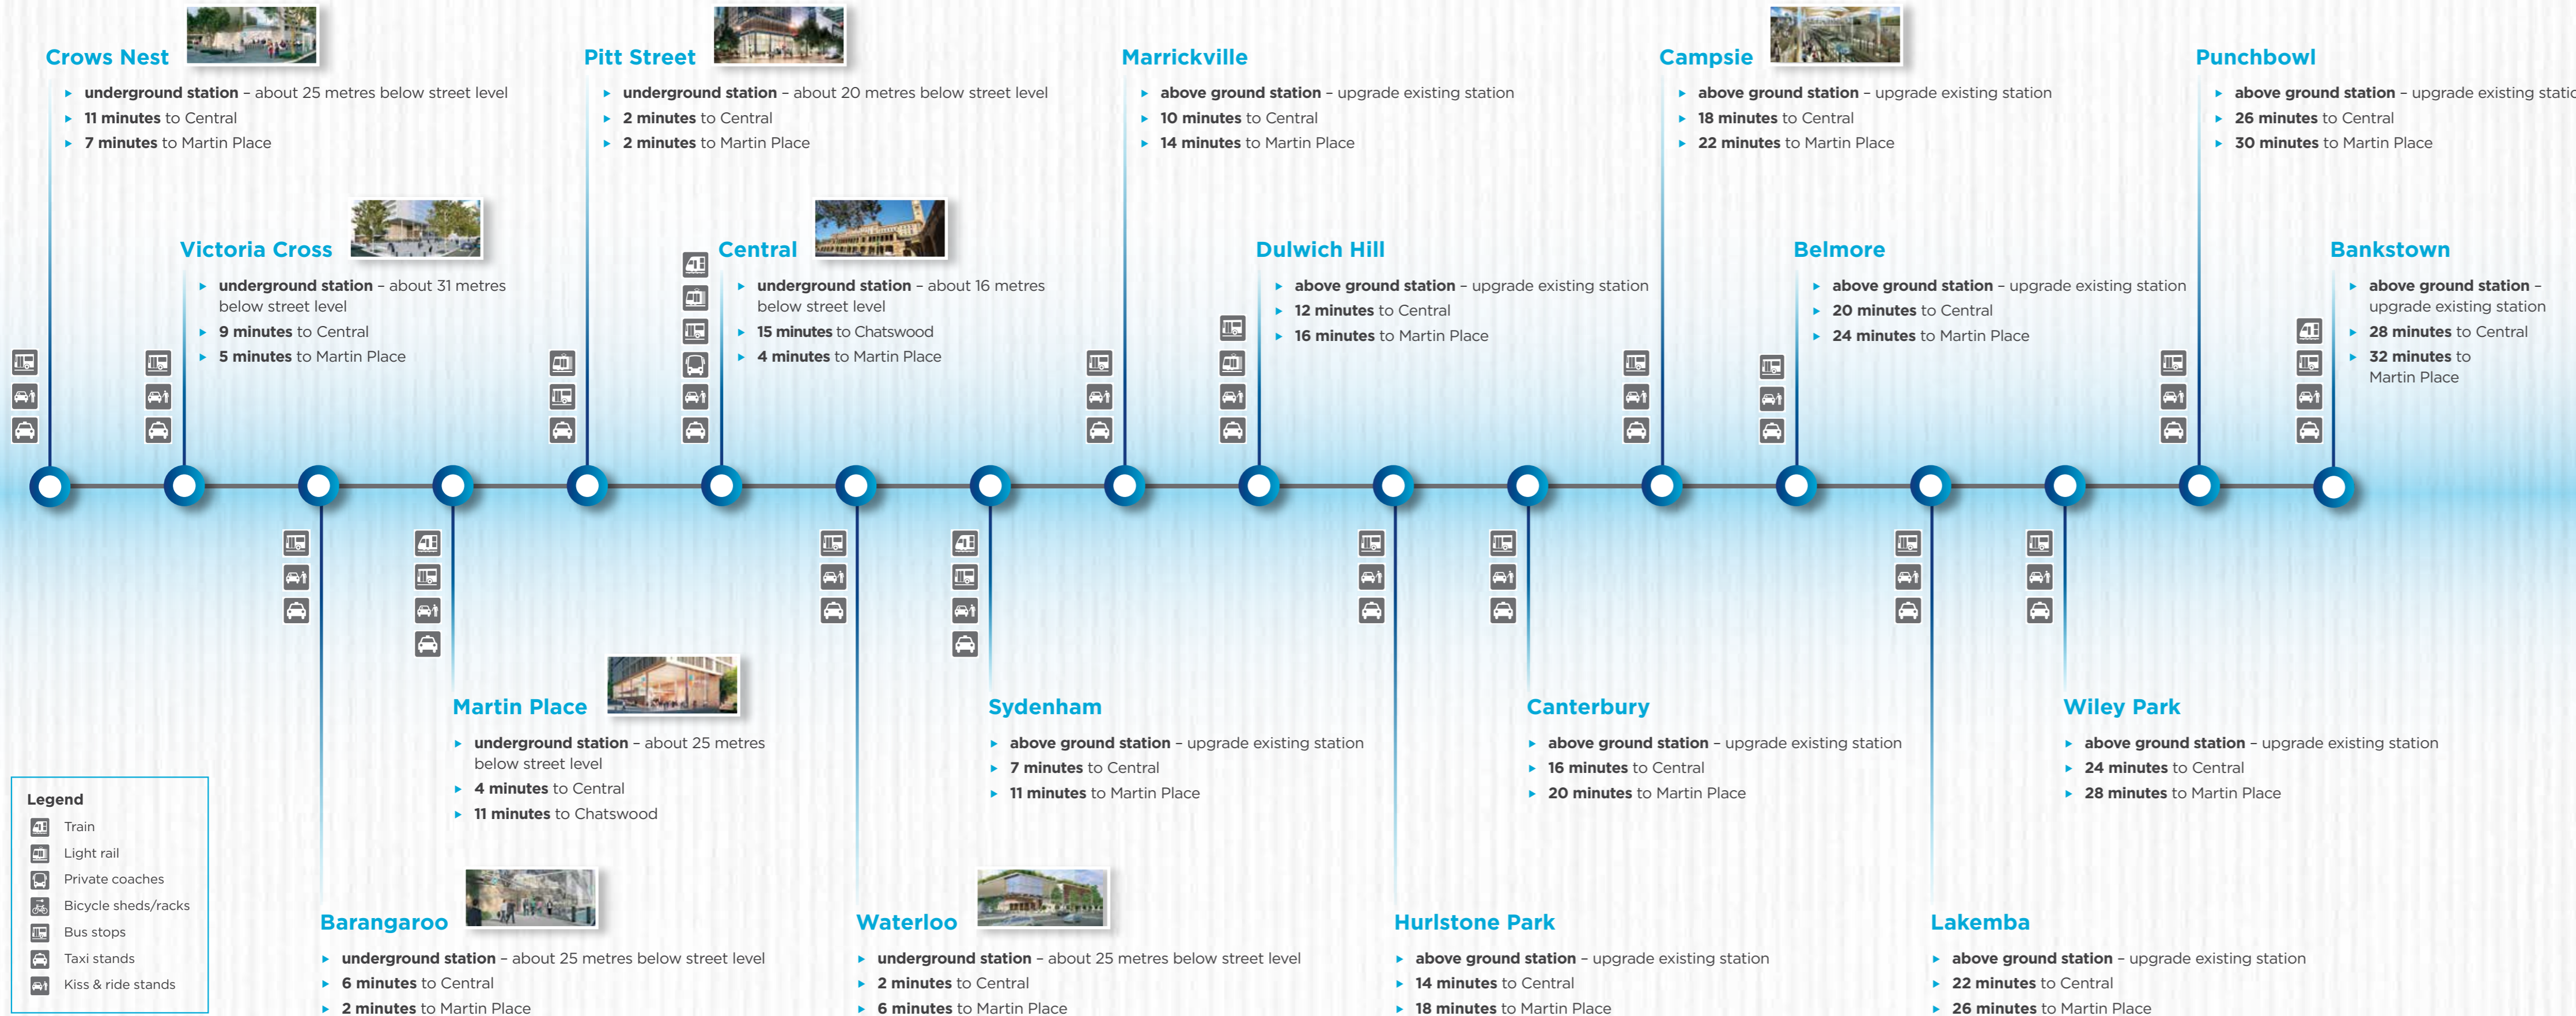 Crows Nest
underground station – about 25 metres below street level
11 minutes to Central
7 minutes to Martin Place
Pitt Street
underground station – about 20 metres below street level
2 minutes to Central
2 minutes to Martin Place
Marrickville
above ground station – upgrade existing station
10 minutes to Central
14 minutes to Martin Place
Campsie
above ground station – upgrade existing station
18 minutes to Central
22 minutes to Martin Place
Punchbowl
above ground station – upgrade existing static
26 minutes to Central
30 minutes to Martin Place
Victoria Cross
underground station – about 31 metres
below street level
9 minutes to Central
5 minutes to Martin Place
Central
underground station – about 16 metres
below street level
15 minutes to Chatswood
4 minutes to Martin Place
Dulwich Hill
above ground station – upgrade existing station
12 minutes to Central
16 minutes to Martin Place
Belmore
above ground station – upgrade existing station
20 minutes to Central
24 minutes to Martin Place
Bankstown
above ground station –
upgrade existing station
28 minutes to Central
32 minutes to
Martin Place
Martin Place
underground station – about 25 metres
below street level
4 minutes to Central
11 minutes to Chatswood
Sydenham
above ground station – upgrade existing station
7 minutes to Central
11 minutes to Martin Place
Canterbury
above ground station – upgrade existing station
16 minutes to Central
20 minutes to Martin Place
Wiley Park
above ground station – upgrade existing station
24 minutes to Central
28 minutes to Martin Place
Legend
Train
Light rail
Private coaches
Bicycle sheds/racks
Bus stops
Taxi stands
Kiss & ride stands
Barangaroo
underground station – about 25 metres below street level
6 minutes to Central
2 minutes to Martin Place
Waterloo
underground station – about 25 metres below street level
2 minutes to Central
6 minutes to Martin Place
Hurlstone Park
above ground station – upgrade existing station
14 minutes to Central
18 minutes to Martin Place
Lakemba
above ground station – upgrade existing station
22 minutes to Central
26 minutes to Martin Place